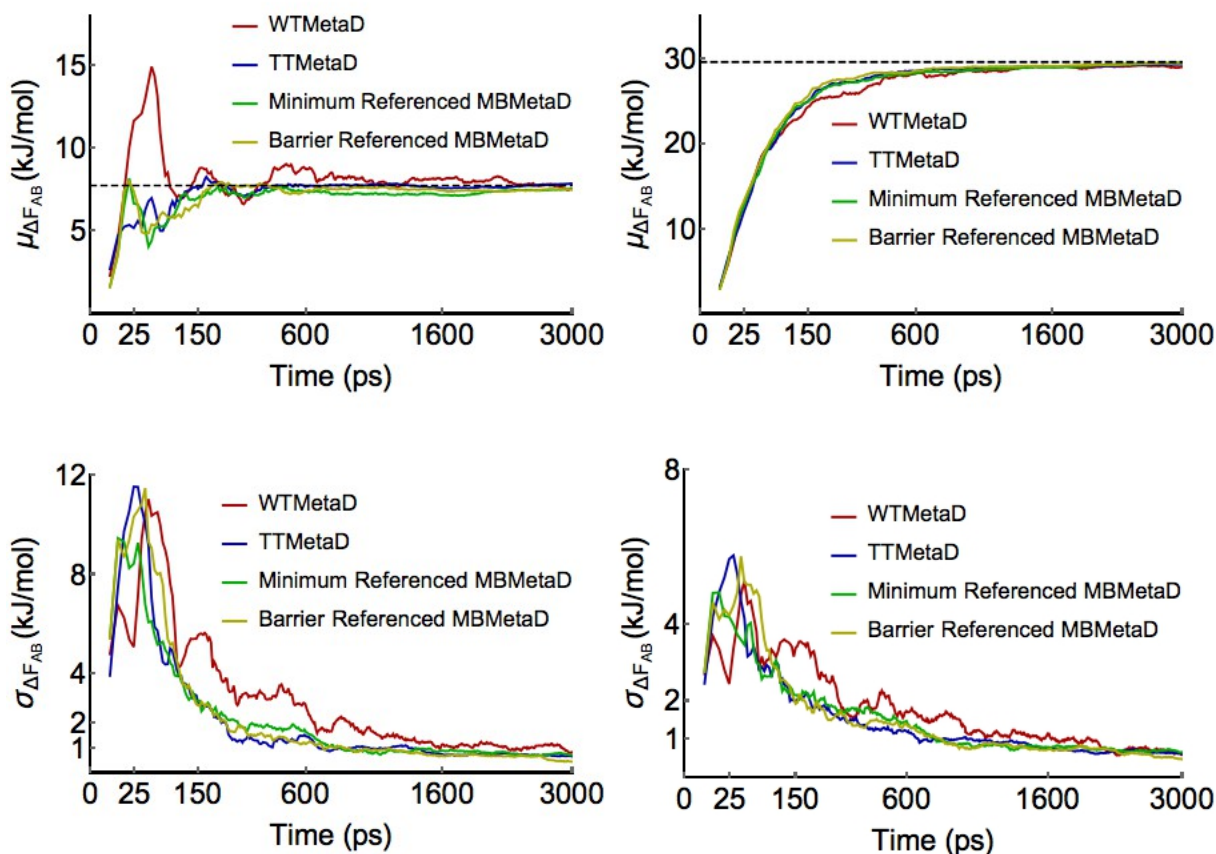 μΔF_AB (kJ/mol)
15
10
5
WTMetaD
TTMetaD
Minimum Referenced MBMetaD
Barrier Referenced MBMetaD
0 25 150 600 1600 3000
Time (ps)
μΔF_AB (kJ/mol)
30
20
10
WTMetaD
TTMetaD
Minimum Referenced MBMetaD
Barrier Referenced MBMetaD
0 25 150 600 1600 3000
Time (ps)
σΔF_AB (kJ/mol)
12
8
4
2
1
WTMetaD
TTMetaD
Minimum Referenced MBMetaD
Barrier Referenced MBMetaD
0 25 150 600 1600 3000
Time (ps)
σΔF_AB (kJ/mol)
8
4
2
1
WTMetaD
TTMetaD
Minimum Referenced MBMetaD
Barrier Referenced MBMetaD
0 25 150 600 1600 3000
Time (ps)